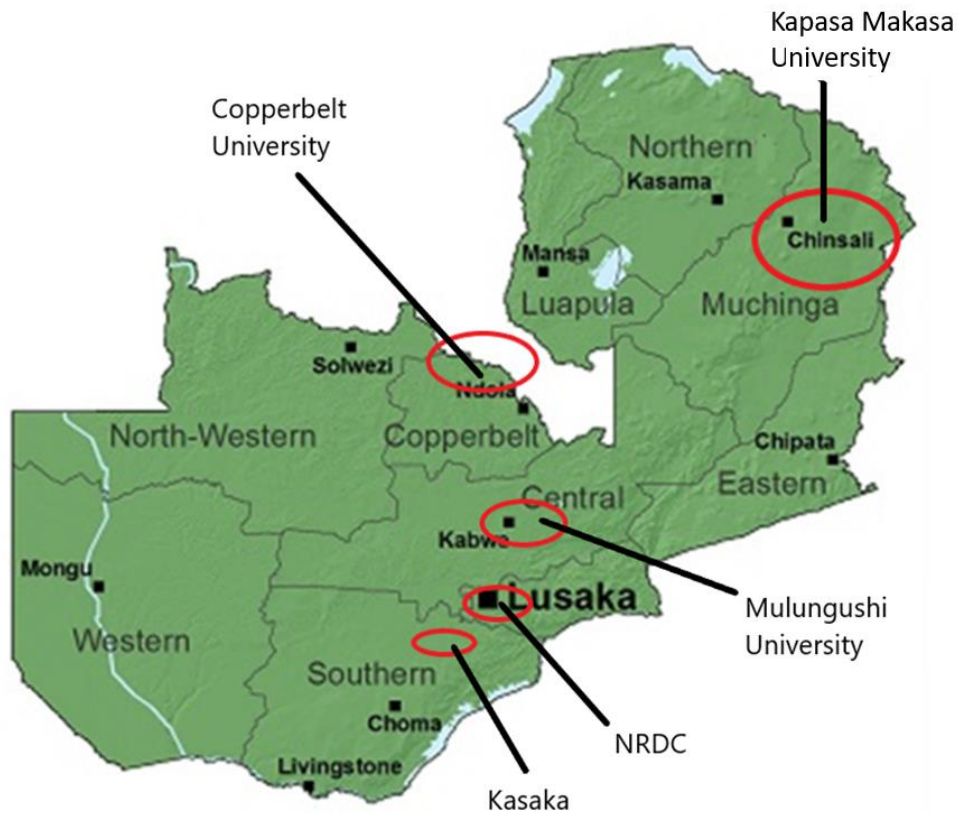 Kapasa Makasa
University
Copperbelt
University
Northern
Kasama
Chinsali
Mansa
Luapula
Muchinga
Solwezi
Ndola
North-Western
Copperbelt
Chipata
Eastern
Central
Kabwe
Mongu
Lusaka
Mulungushi
University
Western
Southern
Choma
NRDC
Livingstone
Kasaka